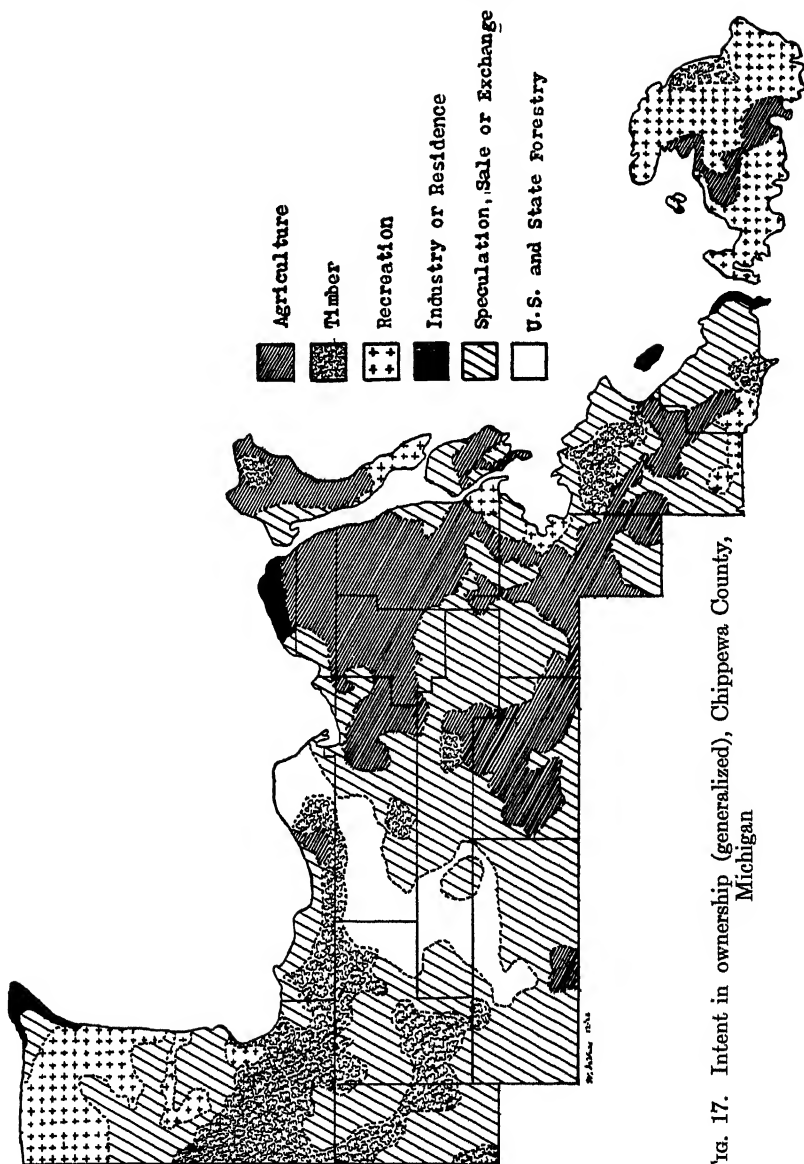 Agriculture
Timber
Recreation
Industry or Residence
Speculation, Sale or Exchange
U.S. and State Forestry
IG. 17. Intent in ownership (generalized), Chippewa County,
Michigan